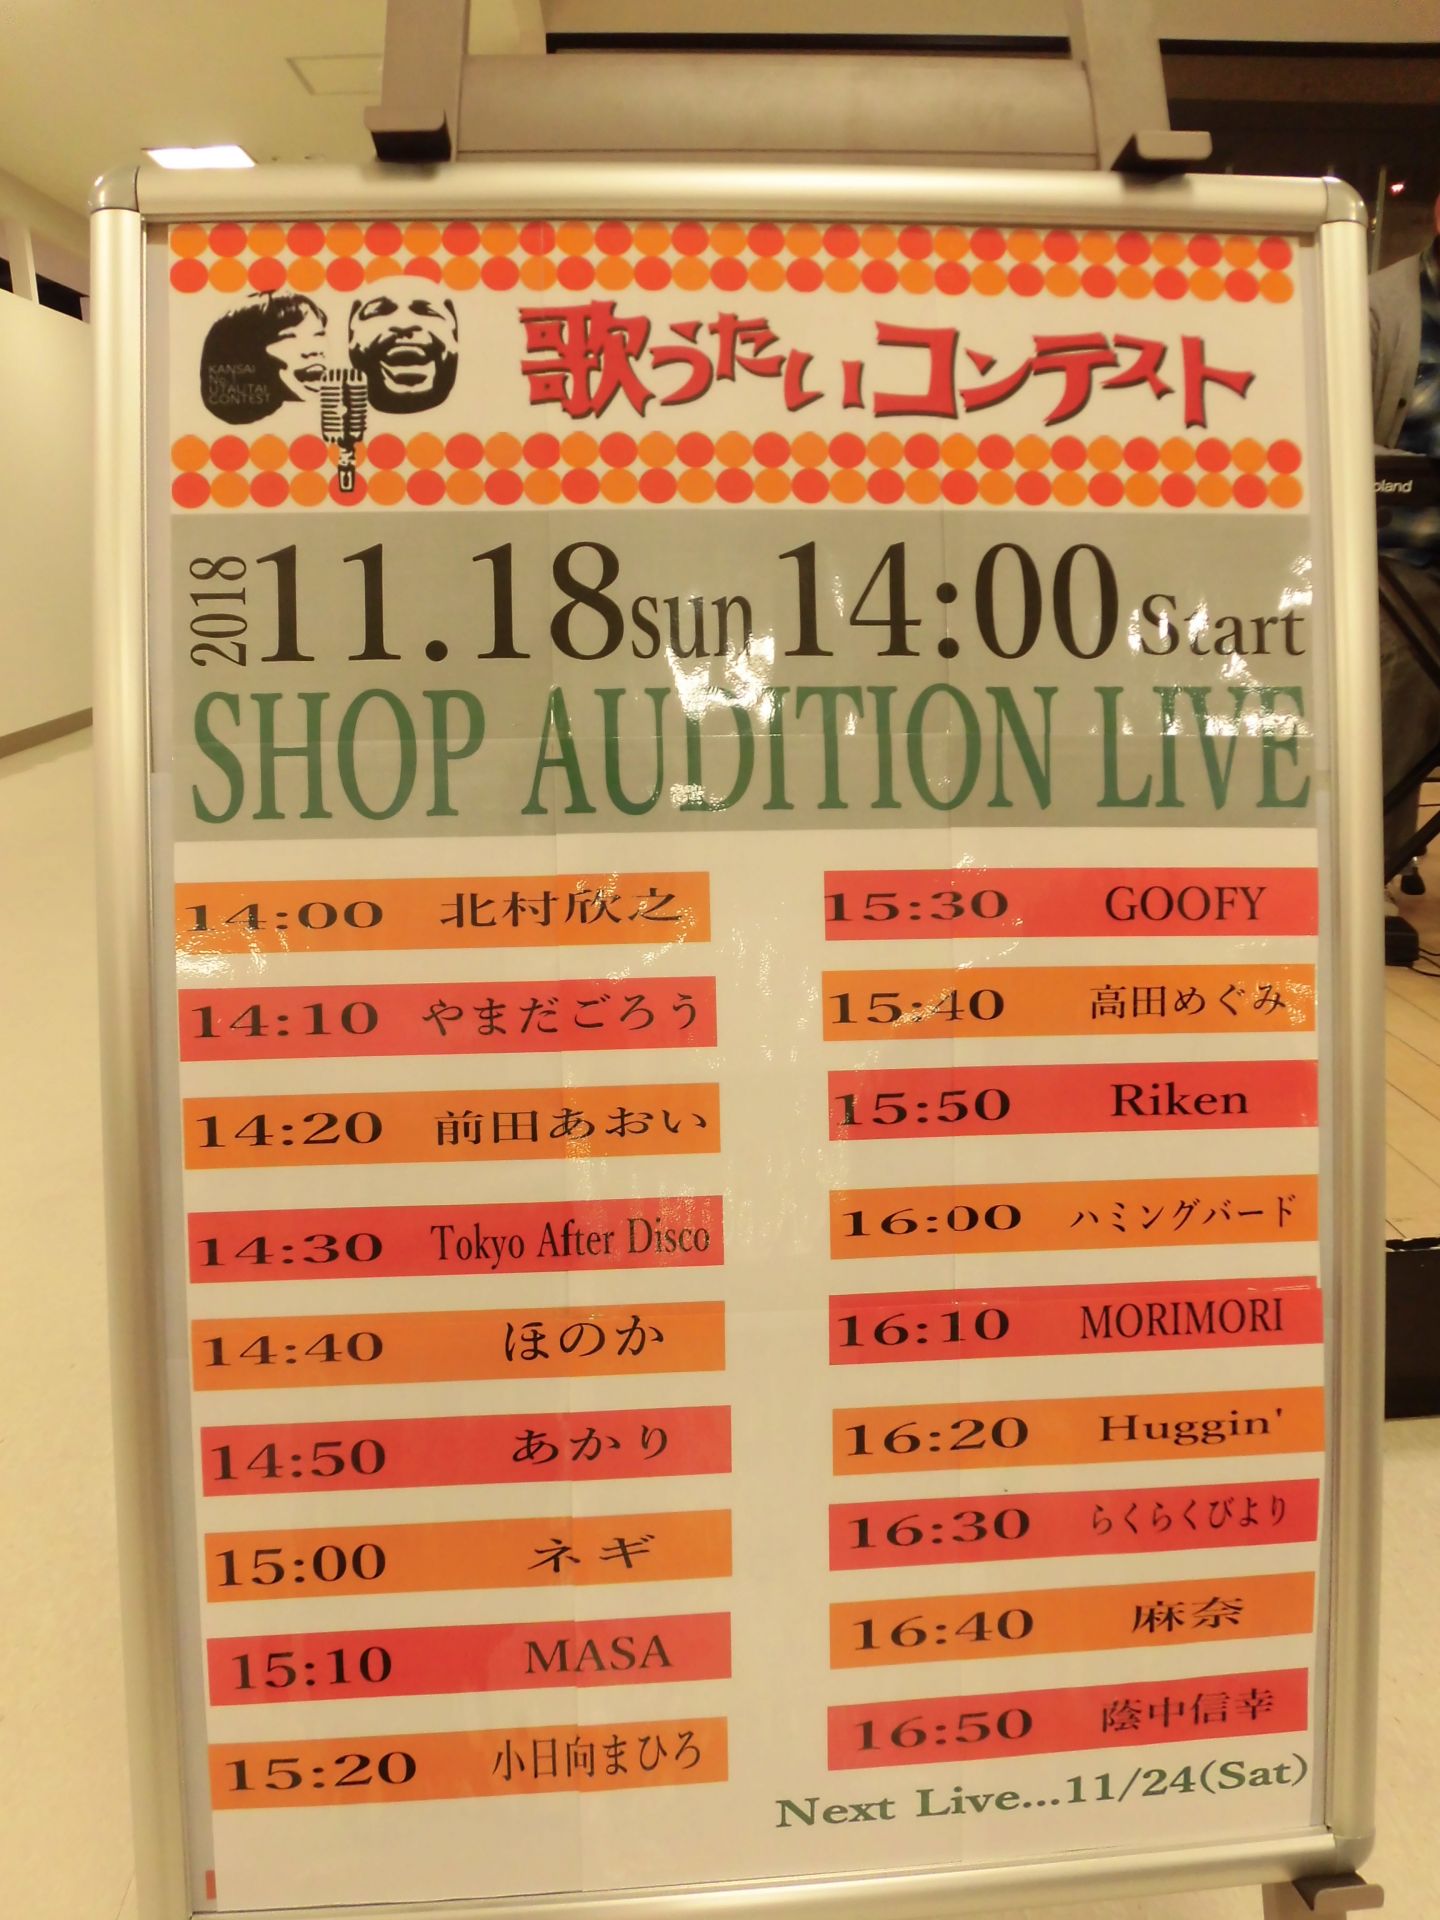 KANSAI
No
UTAUTAI
CONTEST
歌うたいコンテスト
2018 11.18sun 14:00 Start
SHOP AUDITION LIVE
14:00 北村欣之
14:10 やまだごろう
14:20 前田あおい
14:30 Tokyo After Disco
14:40 ほのか
14:50 あかり
15:00 ネギ
15:10 MASA
15:20 小日向まひろ
15:30 GOOFY
15:40 高田めぐみ
15:50 Riken
16:00 ハミングバード
16:10 MORIMORI
16:20 Huggin'
16:30 らくらくびより
16:40 麻奈
16:50 蔭中信幸
Next Live...11/24(Sat)